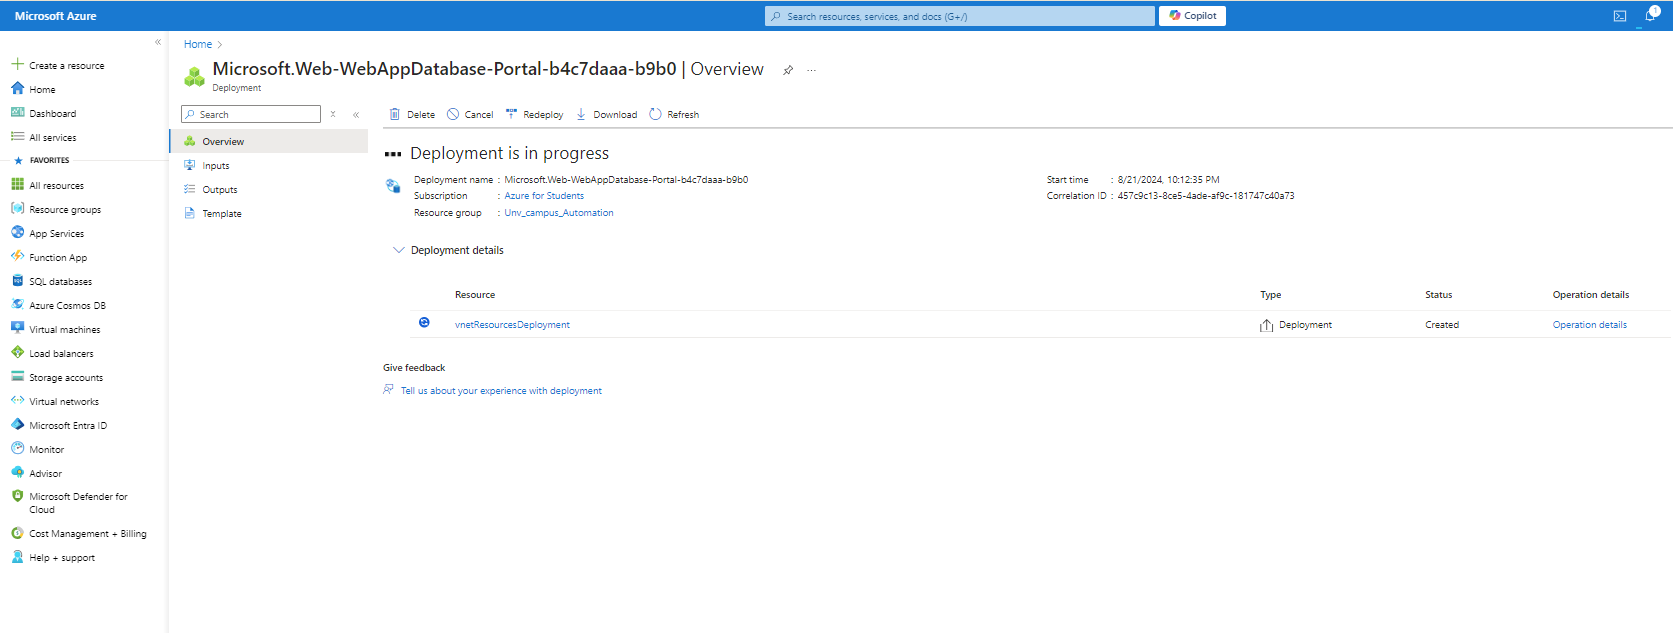 Microsoft Azure
Search resources, services, and docs (G+/)
Copilot
1
Create a resource
Home
Dashboard
All services
FAVORITES
All resources
Resource groups
App Services
Function App
SQL databases
Azure Cosmos DB
Virtual machines
Load balancers
Storage accounts
Virtual networks
Microsoft Entra ID
Monitor
Advisor
Microsoft Defender for
Cloud
Cost Management + Billing
Help + support
Home >
Microsoft.Web-WebAppDatabase-Portal-b4c7daaa-b9b0 | Overview
Deployment
Search
Overview
Inputs
Outputs
Template
Delete Cancel Redeploy Download Refresh
Deployment is in progress
Deployment name : Microsoft.Web-WebAppDatabase-Portal-b4c7daaa-b9b0
Subscription : Azure for Students
Resource group : Unv_campus_Automation
Start time : 8/21/2024, 10:12:35 PM
Correlation ID : 457c9c13-8ce5-4ade-af9c-181747c40a73
Deployment details
Resource Type Status Operation details
vnetResourcesDeployment Deployment Created Operation details
Give feedback
Tell us about your experience with deployment